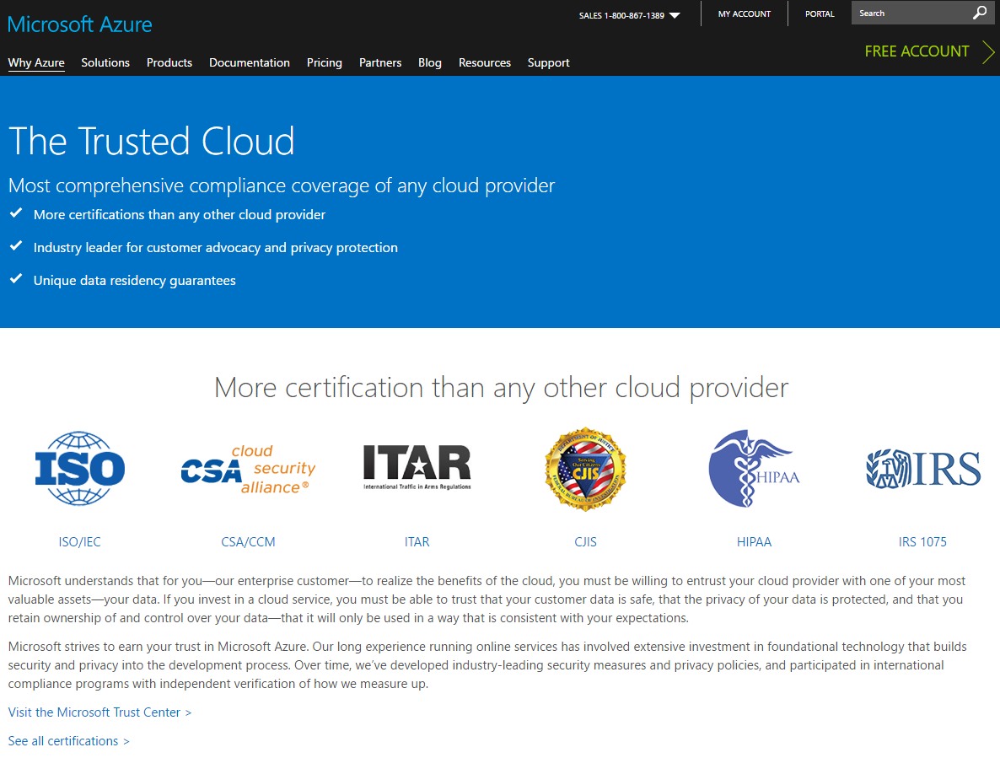 Microsoft Azure
SALES 1-800-867-1389
MY ACCOUNT
PORTAL
Search
FREE ACCOUNT
Why Azure
Solutions
Products
Documentation
Pricing
Partners
Blog
Resources
Support
The Trusted Cloud
Most comprehensive compliance coverage of any cloud provider
More certifications than any other cloud provider
Industry leader for customer advocacy and privacy protection
Unique data residency guarantees
More certification than any other cloud provider
ISO
cloud
CSA security
alliance®
ITAR
International Traffic in Arms Regulations
DEPARTMENT OF JUSTICE
Serving
Our Citizens
CJIS
FEDERAL BUREAU OF INVESTIGATION
HIPAA
IRS
ISO/IEC
CSA/CCM
ITAR
CJIS
HIPAA
IRS 1075
Microsoft understands that for you—our enterprise customer—to realize the benefits of the cloud, you must be willing to entrust your cloud provider with one of your most
valuable assets—your data. If you invest in a cloud service, you must be able to trust that your customer data is safe, that the privacy of your data is protected, and that you
retain ownership of and control over your data—that it will only be used in a way that is consistent with your expectations.
Microsoft strives to earn your trust in Microsoft Azure. Our long experience running online services has involved extensive investment in foundational technology that builds
security and privacy into the development process. Over time, we've developed industry-leading security measures and privacy policies, and participated in international
compliance programs with independent verification of how we measure up.
Visit the Microsoft Trust Center >
See all certifications >